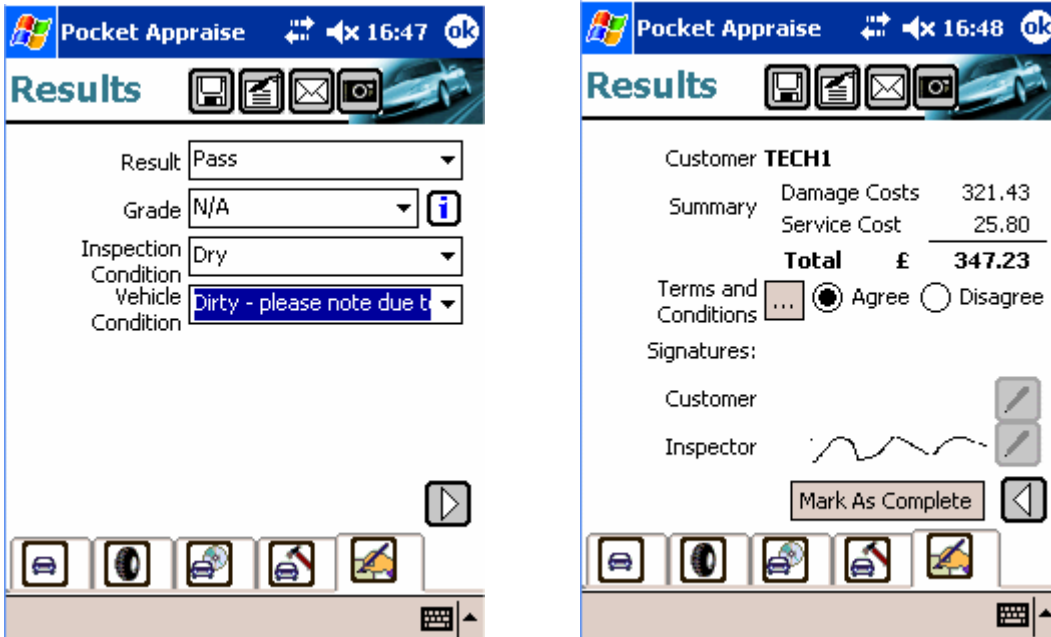 Pocket Appraise 16:47 ok
Results
Result Pass
Grade N/A i
Inspection Condition Dry
Vehicle Condition Dirty - please note due t
Pocket Appraise 16:48 ok
Results
Customer TECH1
Summary Damage Costs 321.43
Service Cost 25.80
Total £ 347.23
Terms and Conditions ... Agree Disagree
Signatures:
Customer
Inspector
Mark As Complete